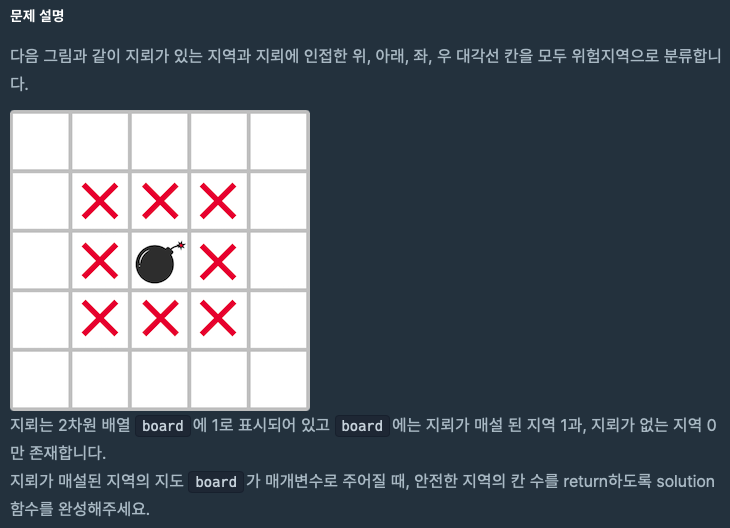 문제 설명
다음 그림과 같이 지뢰가 있는 지역과 지뢰에 인접한 위, 아래, 좌, 우 대각선 칸을 모두 위험지역으로 분류합니
다.
지뢰는 2차원 배열 board 에 1로 표시되어 있고 board 에는 지뢰가 매설 된 지역 1과, 지뢰가 없는 지역 0
만 존재합니다.
지뢰가 매설된 지역의 지도 board 가 매개변수로 주어질 때, 안전한 지역의 칸 수를 return하도록 solution
함수를 완성해주세요.